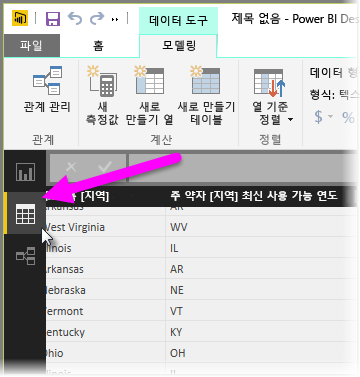 데이터 도구
제목 없음 - Power BI Des
파일
홈
모델링
관계 관리
새
측정값
새로
만들기 열
새로 만들기
테이블
열 기준
정렬
데이터 형
형식: 텍스
$ %
관계
계산
정렬
[지역]
주 약자 [지역] 최신 사용 가능 연도
Arkansas AR
West Virginia WV
Illinois IL
Arkansas AR
Nebraska NE
Vermont VT
Kentucky KY
Ohio OH
Illinois IL